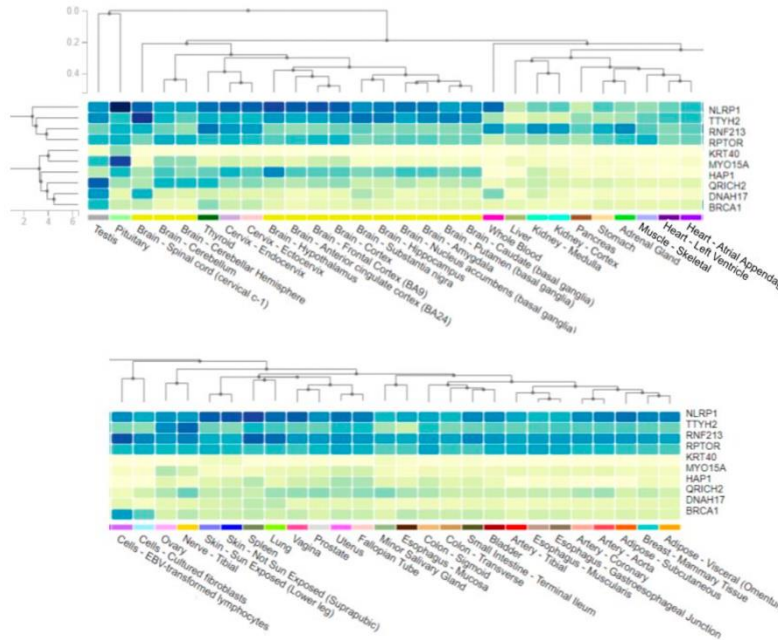 0.0
0.2
0.4
NLRP1
TTYH2
RNF213
RPTOR
KRT40
MYO15A
HAP1
QRICH2
DNAH17
BRCA1
2 4 6
Testis
Pituitary
Brain - Spinal cord (cervical c-1)
Brain - Cerebellum
Brain - Cerebellar Hemisphere
Thyroid
Cervix - Endocervix
Cervix - Ectocervix
Brain - Hypothalamus
Brain - Anterior cingulate cortex (BA24)
Brain - Frontal Cortex (BA9)
Brain - Cortex
Brain - Substantia nigra
Brain - Hippocampus
Brain - Nucleus accumbens (basal ganglia)
Brain - Amygdala
Brain - Putamen (basal ganglia)
Brain - Caudate (basal ganglia)
Whole Blood
Liver
Kidney - Medulla
Kidney - Cortex
Pancreas
Stomach
Adrenal Gland
Muscle - Skeletal
Heart - Left Ventricle
Heart - Atrial Appendag
NLRP1
TTYH2
RNF213
RPTOR
KRT40
MYO15A
HAP1
QRICH2
DNAH17
BRCA1
Cells - EBV-transformed lymphocytes
Cells - Cultured fibroblasts
Ovary
Nerve - Tibial
Skin - Sun Exposed (Lower leg)
Skin - Not Sun Exposed (Suprapubic)
Spleen
Lung
Vagina
Prostate
Uterus
Fallopian Tube
Minor Salivary Gland
Esophagus - Mucosa
Colon - Sigmoid
Colon - Transverse
Small Intestine - Terminal Ileum
Bladder
Artery - Tibial
Esophagus - Muscularis
Esophagus - Gastroesophageal Junction
Artery - Coronary
Artery - Aorta
Adipose - Subcutaneous
Breast - Mammary Tissue
Adipose - Visceral (Omentu